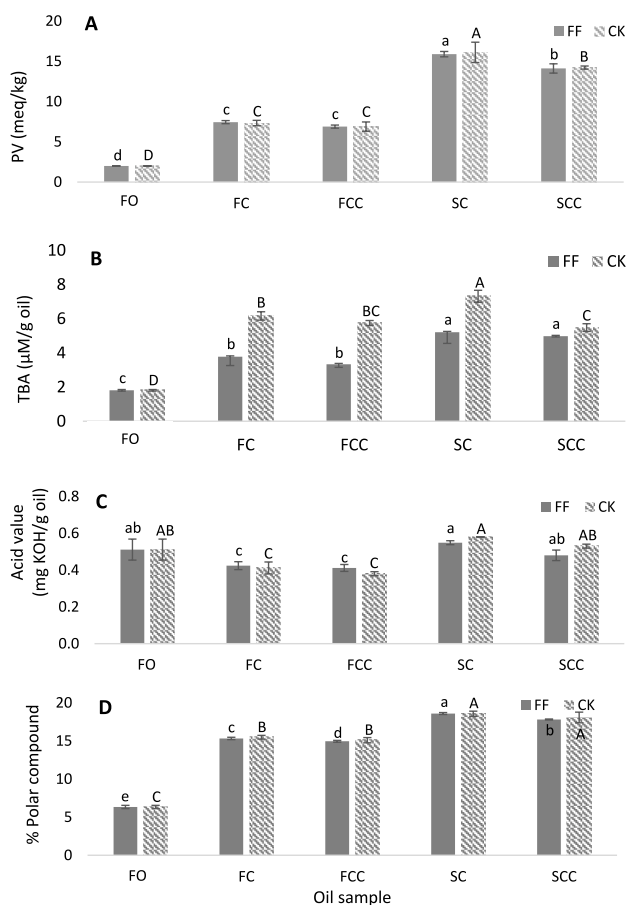 A
FF CK
PV (meq/kg)
20
15
10
5
0
d D c C c C a A b B
FO FC FCC SC SCC
B
FF CK
TBA (µM/g oil)
10
8
6
4
2
0
c D b B b BC a A a C
FO FC FCC SC SCC
C
FF CK
Acid value
(mg KOH/g oil)
0.8
0.6
0.4
0.2
0.0
ab AB c C c C a A ab AB
FO FC FCC SC SCC
D
FF CK
% Polar compound
20
15
10
5
0
e C c B d B a A b A
FO FC FCC SC SCC
Oil sample